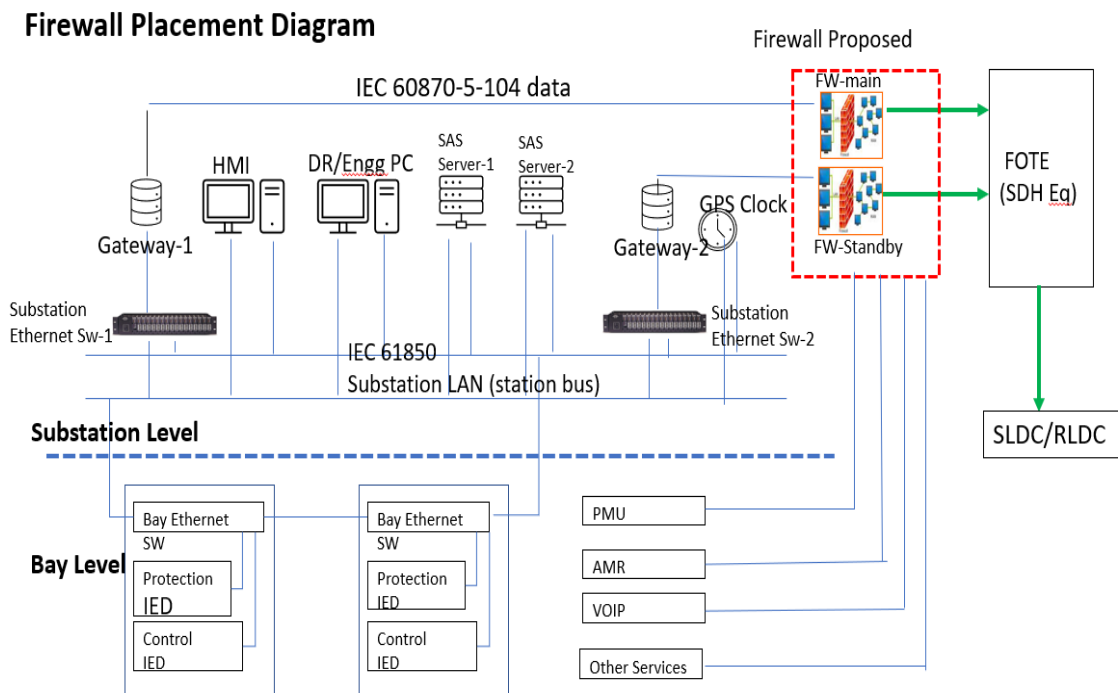 Firewall Placement Diagram
Firewall Proposed
IEC 60870-5-104 data
FW-main
HMI
DR/Engg PC
SAS
Server-1
SAS
Server-2
FOTE
(SDH Eq)
GPS Clock
Gateway-1
Gateway-2
FW-Standby
Substation
Ethernet Sw-1
Substation
Ethernet Sw-2
IEC 61850
Substation LAN (station bus)
Substation Level
SLDC/RLDC
Bay Level
Bay Ethernet
SW
Protection
IED
Control
IED
Bay Ethernet
SW
Protection
IED
Control
IED
PMU
AMR
VOIP
Other Services